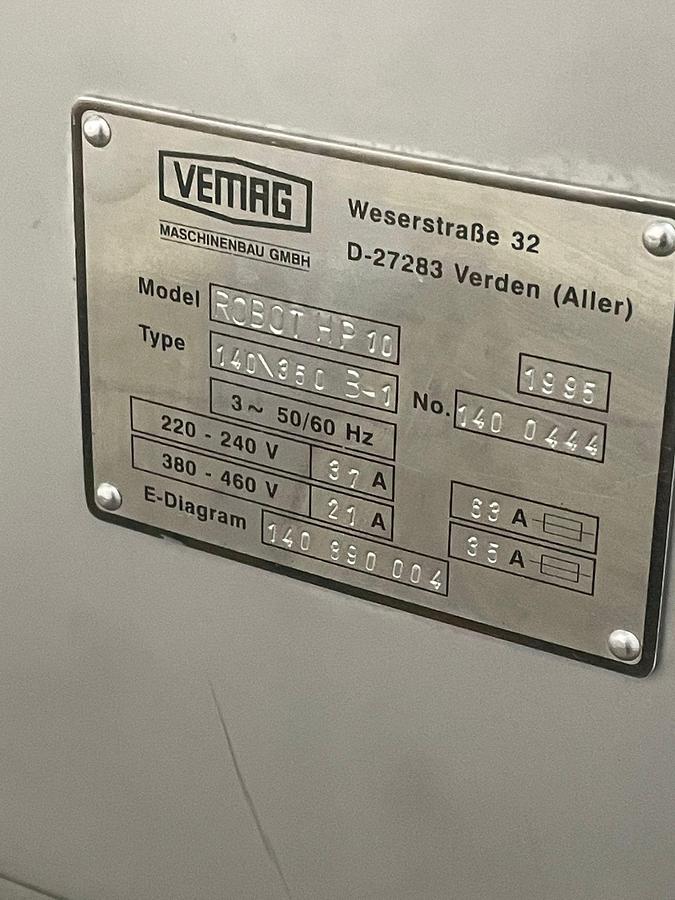 VEMAG
MASCHINENBAU GMBH
Weserstraße 32
D-27283 Verden (Aller)
Model ROBOT HP 10
Type 140\350 B-1
1995
No. 140 0444
3~ 50/60 Hz
220 - 240 V 37 A
63 A
380 - 460 V 21 A
35 A
E-Diagram 140 990 004